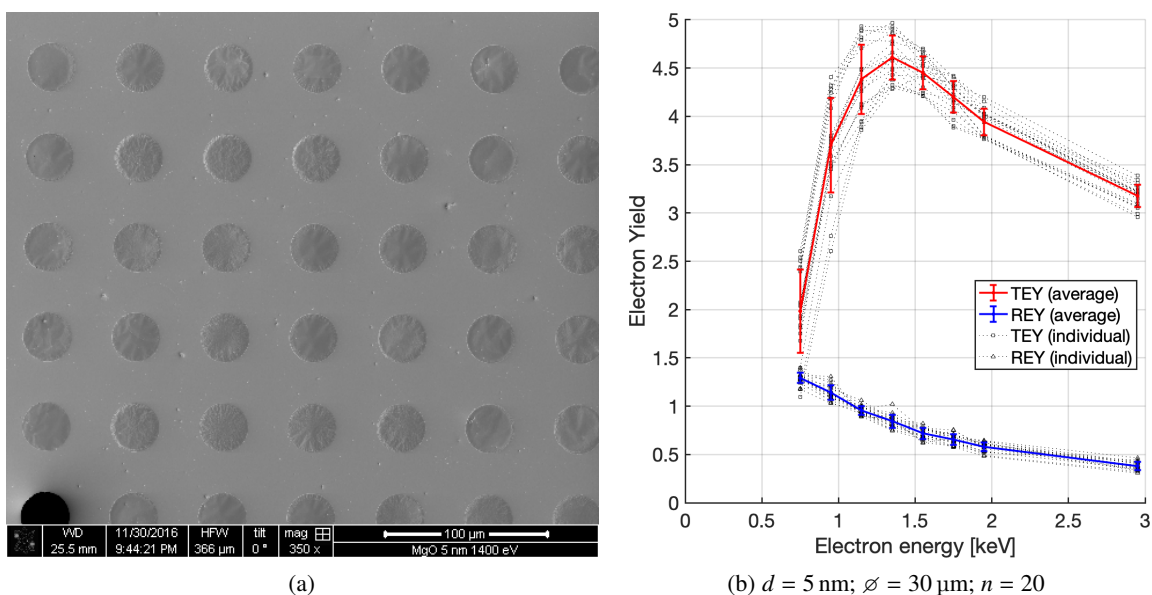 WD
25.5 mm
11/30/2016
9:44:21 PM
HFW
366 µm
tilt
0 °
mag
350 x
100 µm
MgO 5 nm 1400 eV
(a)
Electron Yield
5
4.5
4
3.5
3
2.5
2
1.5
1
0.5
0
TEY (average)
REY (average)
TEY (individual)
REY (individual)
0 0.5 1 1.5 2 2.5 3
Electron energy [keV]
(b) d = 5 nm; ⌀ = 30 µm; n = 20